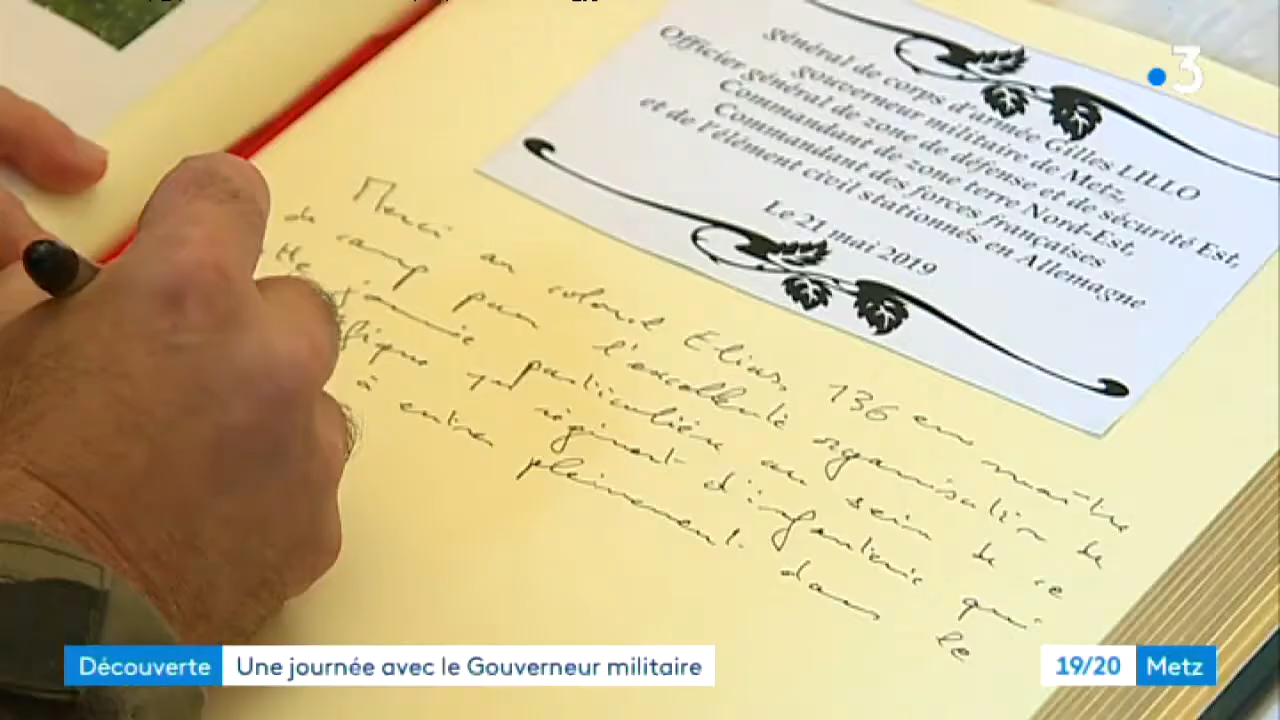 3
général de corps d'armée Gilles LILLO
gouverneur militaire de Metz,
Officier général de zone de défense et de sécurité Est,
Commandant de zone terre Nord-Est,
Commandant des forces françaises
et de l'élément civil stationnés en Allemagne
Le 21 mai 2019
Merci au colonel Elias, 136 em maître
de camp pour l'excellente organisation de
journée particulière au sein de ce
fique 1er régiment d'infanterie qui
à entrer pleinement dans le
Découverte Une journée avec le Gouverneur militaire
19/20 Metz